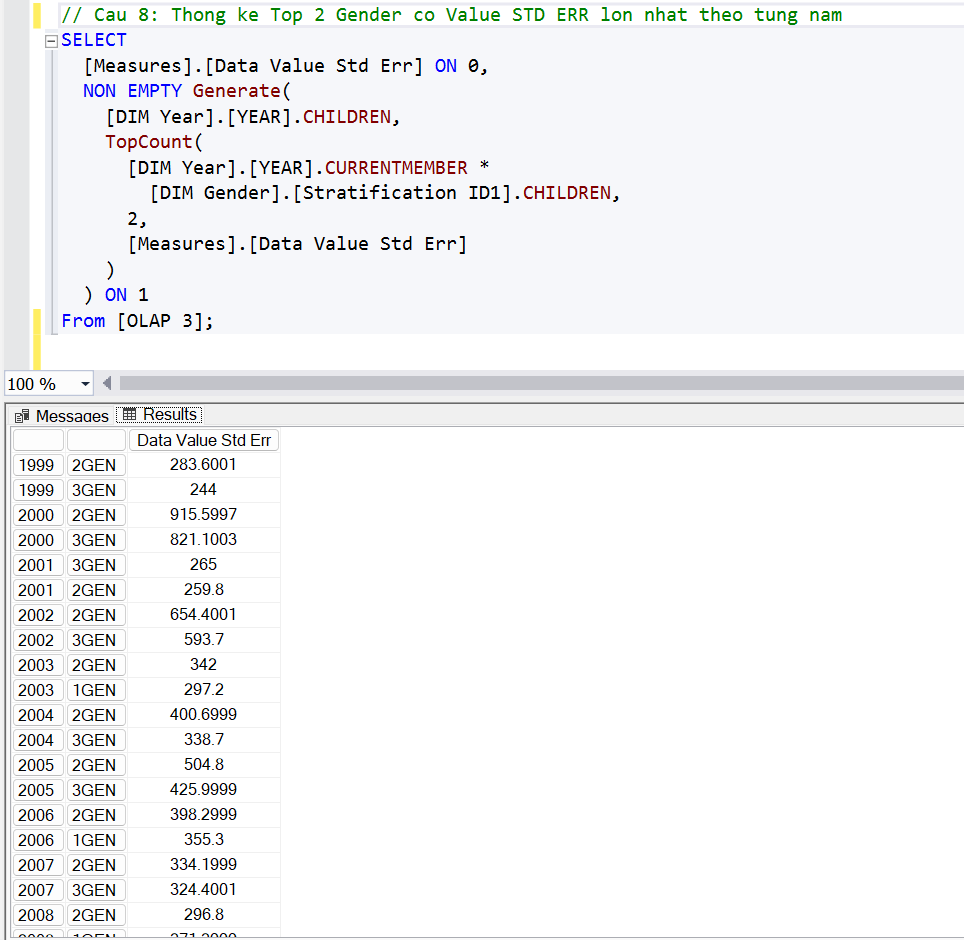 // Cau 8: Thong ke Top 2 Gender co Value STD ERR lon nhat theo tung nam
SELECT
[Measures].[Data Value Std Err] ON 0,
NON EMPTY Generate(
[DIM Year].[YEAR].CHILDREN,
TopCount(
[DIM Year].[YEAR].CURRENTMEMBER *
[DIM Gender].[Stratification ID1].CHILDREN,
2,
[Measures].[Data Value Std Err]
)
) ON 1
From [OLAP 3];
100 %
Messages Results
Data Value Std Err
1999 2GEN 283.6001
1999 3GEN 244
2000 2GEN 915.5997
2000 3GEN 821.1003
2001 3GEN 265
2001 2GEN 259.8
2002 2GEN 654.4001
2002 3GEN 593.7
2003 2GEN 342
2003 1GEN 297.2
2004 2GEN 400.6999
2004 3GEN 338.7
2005 2GEN 504.8
2005 3GEN 425.9999
2006 2GEN 398.2999
2006 1GEN 355.3
2007 2GEN 334.1999
2007 3GEN 324.4001
2008 2GEN 296.8